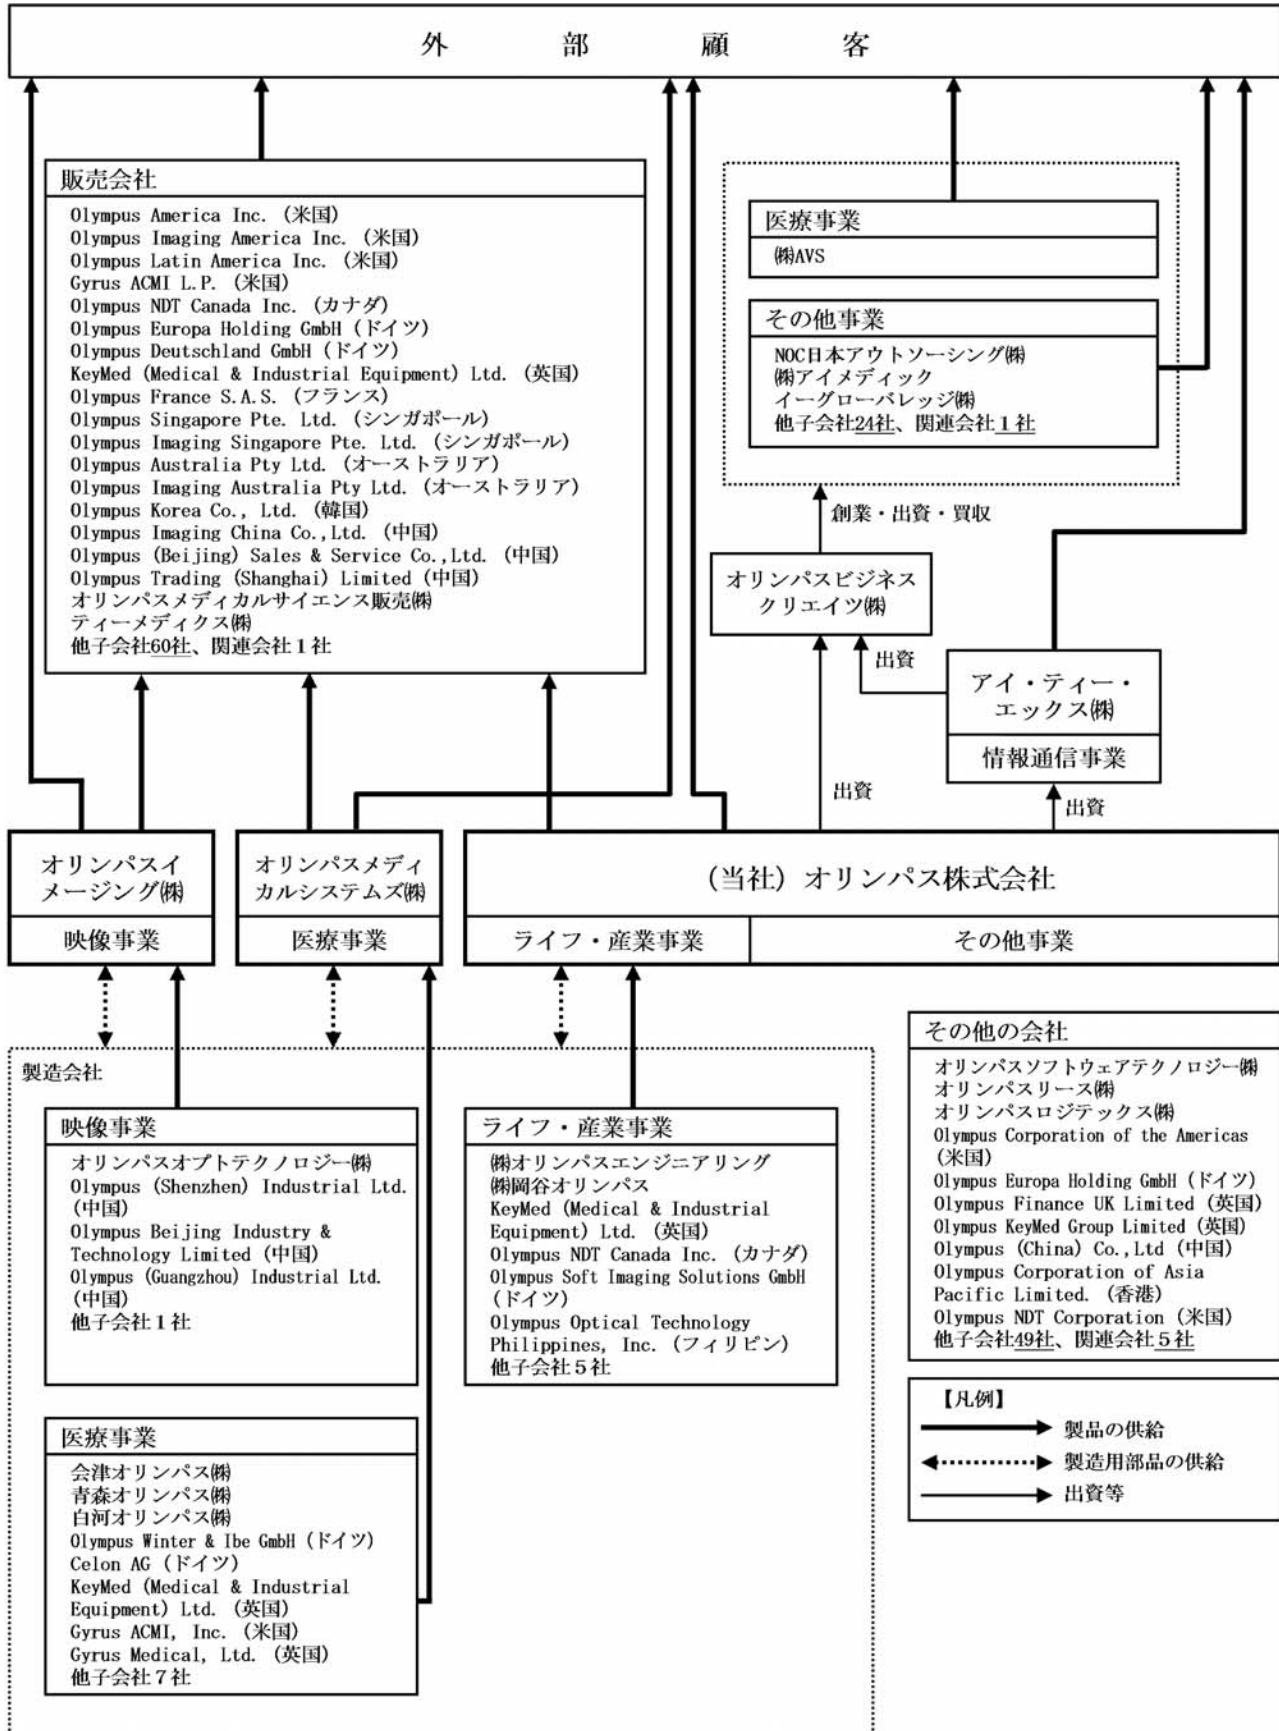 外部顧客
販売会社
Olympus America Inc. (米国)
Olympus Imaging America Inc. (米国)
Olympus Latin America Inc. (米国)
Gyrus ACMI L.P. (米国)
Olympus NDT Canada Inc. (カナダ)
Olympus Europa Holding GmbH (ドイツ)
Olympus Deutschland GmbH (ドイツ)
KeyMed (Medical & Industrial Equipment) Ltd. (英国)
Olympus France S.A.S. (フランス)
Olympus Singapore Pte. Ltd. (シンガポール)
Olympus Imaging Singapore Pte. Ltd. (シンガポール)
Olympus Australia Pty Ltd. (オーストラリア)
Olympus Imaging Australia Pty Ltd. (オーストラリア)
Olympus Korea Co., Ltd. (韓国)
Olympus Imaging China Co.,Ltd. (中国)
Olympus (Beijing) Sales & Service Co.,Ltd. (中国)
Olympus Trading (Shanghai) Limited (中国)
オリンパスメディカルサイエンス販売㈱
ティーメディクス㈱
他子会社60社、関連会社1社
医療事業
㈱AVS
その他事業
NOC日本アウトソーシング㈱
㈱アイメディック
イーグローバレッジ㈱
他子会社24社、関連会社1社
創業・出資・買収
オリンパスビジネス
クリエイツ㈱
出資
アイ・ティー・
エックス㈱
情報通信事業
出資
出資
オリンパスイ
メージング㈱
映像事業
オリンパスメディ
カルシステムズ㈱
医療事業
(当社) オリンパス株式会社
ライフ・産業事業
その他事業
製造会社
映像事業
オリンパスオプトテクノロジー㈱
Olympus (Shenzhen) Industrial Ltd.
(中国)
Olympus Beijing Industry &
Technology Limited (中国)
Olympus (Guangzhou) Industrial Ltd.
(中国)
他子会社1社
ライフ・産業事業
㈱オリンパスエンジニアリング
㈱岡谷オリンパス
KeyMed (Medical & Industrial
Equipment) Ltd. (英国)
Olympus NDT Canada Inc. (カナダ)
Olympus Soft Imaging Solutions GmbH
(ドイツ)
Olympus Optical Technology
Philippines, Inc. (フィリピン)
他子会社5社
医療事業
会津オリンパス㈱
青森オリンパス㈱
白河オリンパス㈱
Olympus Winter & Ibe GmbH (ドイツ)
Celon AG (ドイツ)
KeyMed (Medical & Industrial
Equipment) Ltd. (英国)
Gyrus ACMI, Inc. (米国)
Gyrus Medical, Ltd. (英国)
他子会社7社
その他の会社
オリンパスソフトウェアテクノロジー㈱
オリンパスリース㈱
オリンパスロジテックス㈱
Olympus Corporation of the Americas
(米国)
Olympus Europa Holding GmbH (ドイツ)
Olympus Finance UK Limited (英国)
Olympus KeyMed Group Limited (英国)
Olympus (China) Co.,Ltd (中国)
Olympus Corporation of Asia
Pacific Limited. (香港)
Olympus NDT Corporation (米国)
他子会社49社、関連会社5社
【凡例】
製品の供給
製造用部品の供給
出資等